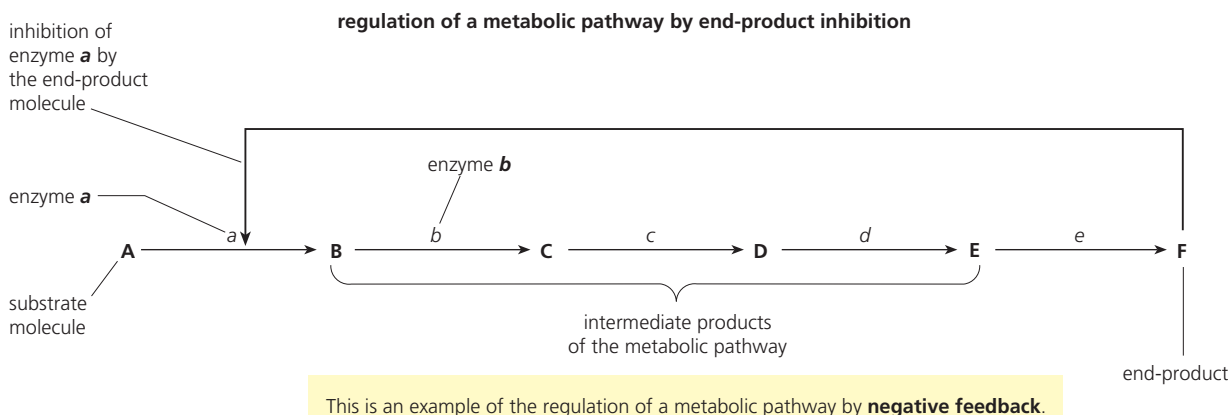 regulation of a metabolic pathway by end-product inhibition
inhibition of
enzyme a by
the end-product
molecule
enzyme b
enzyme a
A a B b C c D d E e F
substrate
molecule
intermediate products
of the metabolic pathway
end-product
This is an example of the regulation of a metabolic pathway by negative feedback.